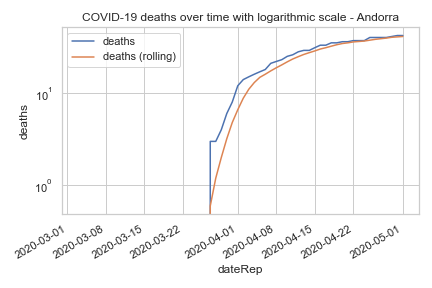 COVID-19 deaths over time with logarithmic scale - Andorra
deaths
deaths (rolling)
10¹
10⁰
deaths
2020-03-01
2020-03-08
2020-03-15
2020-03-22
2020-04-01
2020-04-08
2020-04-15
2020-04-22
2020-05-01
dateRep